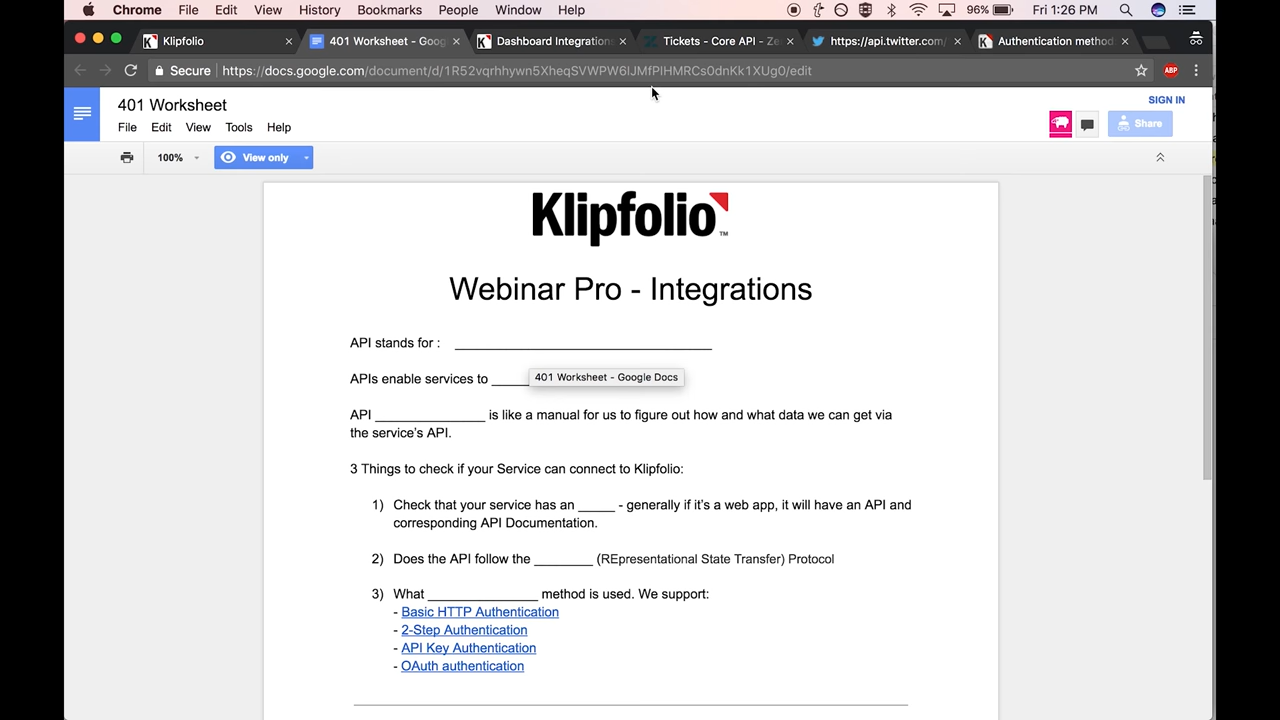 Chrome File Edit View History Bookmarks People Window Help 96% Fri 1:26 PM
Klipfolio 401 Worksheet - Goog Dashboard Integration Tickets - Core API - Ze https://api.twitter.com/ Authentication metho
Secure https://docs.google.com/document/d/1R52vqrhhywn5XheqSVWPW6lJMfPlHMRCs0dnKk1XUg0/edit ABP
401 Worksheet
SIGN IN
File Edit View Tools Help
Share
100% View only
Klipfolio™
Webinar Pro - Integrations
API stands for : __________________________________
APIs enable services to _____
401 Worksheet - Google Docs
API _______________ is like a manual for us to figure out how and what data we can get via
the service's API.
3 Things to check if your Service can connect to Klipfolio:
1) Check that your service has an _____ - generally if it's a web app, it will have an API and
corresponding API Documentation.
2) Does the API follow the ________ (REpresentational State Transfer) Protocol
3) What _______________ method is used. We support:
- Basic HTTP Authentication
- 2-Step Authentication
- API Key Authentication
- OAuth authentication